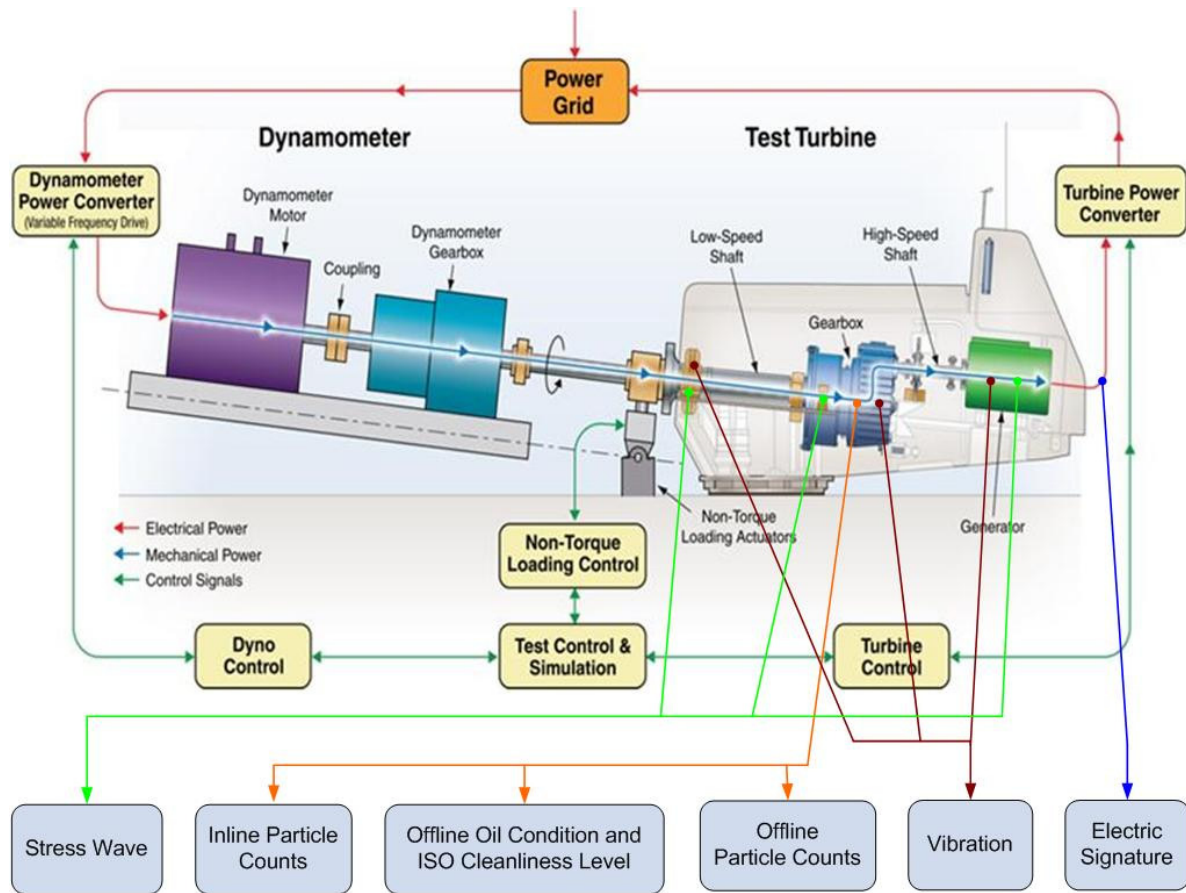 Power
Grid
Dynamometer
Test Turbine
Dynamometer
Power Converter
(Variable Frequency Drive)
Dynamometer
Motor
Coupling
Dynamometer
Gearbox
Low-Speed
Shaft
High-Speed
Shaft
Gearbox
Turbine Power
Converter
Electrical Power
Mechanical Power
Control Signals
Non-Torque
Loading Control
Non-Torque
Loading Actuators
Generator
Dyno
Control
Test Control &
Simulation
Turbine
Control
Stress Wave
Inline Particle
Counts
Offline Oil Condition and
ISO Cleanliness Level
Offline
Particle Counts
Vibration
Electric
Signature